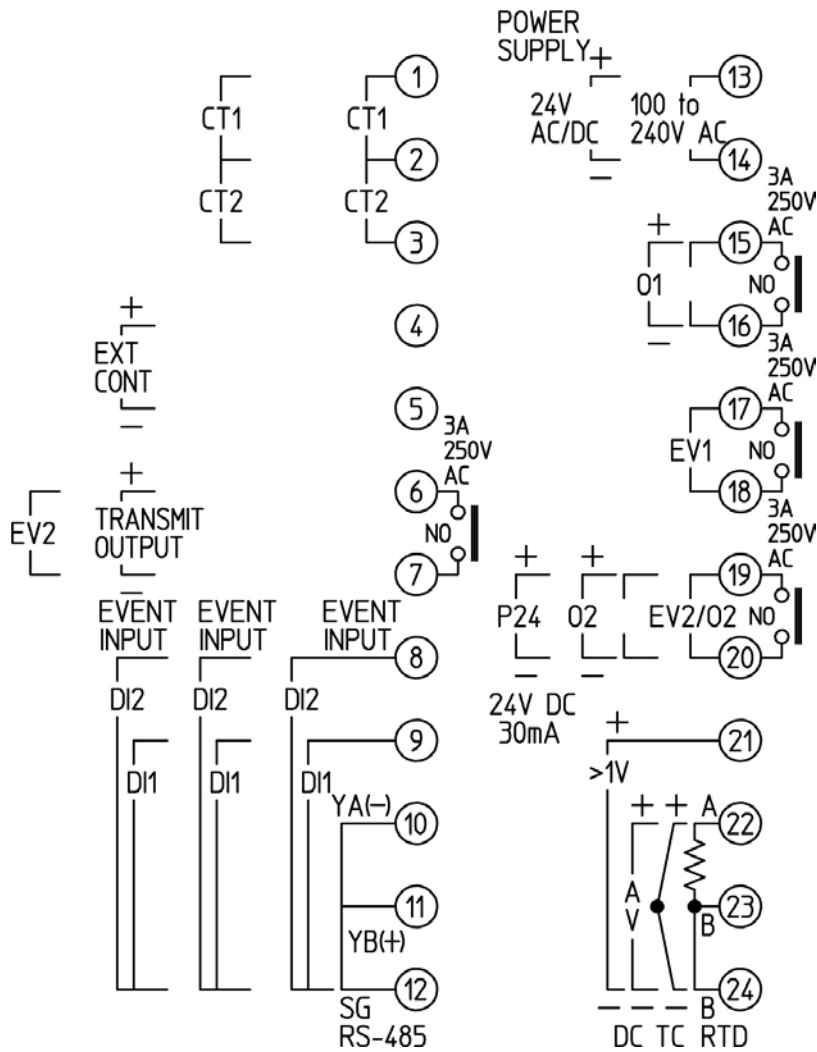 POWER
SUPPLY
+
1
13
CT1
CT1
24V
AC/DC
100 to
240V AC
2
14
−
3A
250V
AC
CT2
CT2
3
+
15
O1
NO
+
4
16
−
3A
250V
AC
EXT
CONT
5
17
−
3A
250V
AC
EV1
NO
+
6
18
3A
250V
AC
EV2
TRANSMIT
OUTPUT
NO
−
7
+
+
19
EVENT
INPUT
EVENT
INPUT
EVENT
INPUT
P24
O2
EV2/O2
NO
8
−
−
20
DI2
DI2
DI2
24V DC
30mA
9
+
21
DI1
DI1
DI1
>1V
YA(-)
10
+
+
A
22
11
A
V
B
23
YB(+)
12
24
SG
RS-485
−
−
−
B
DC
TC
RTD